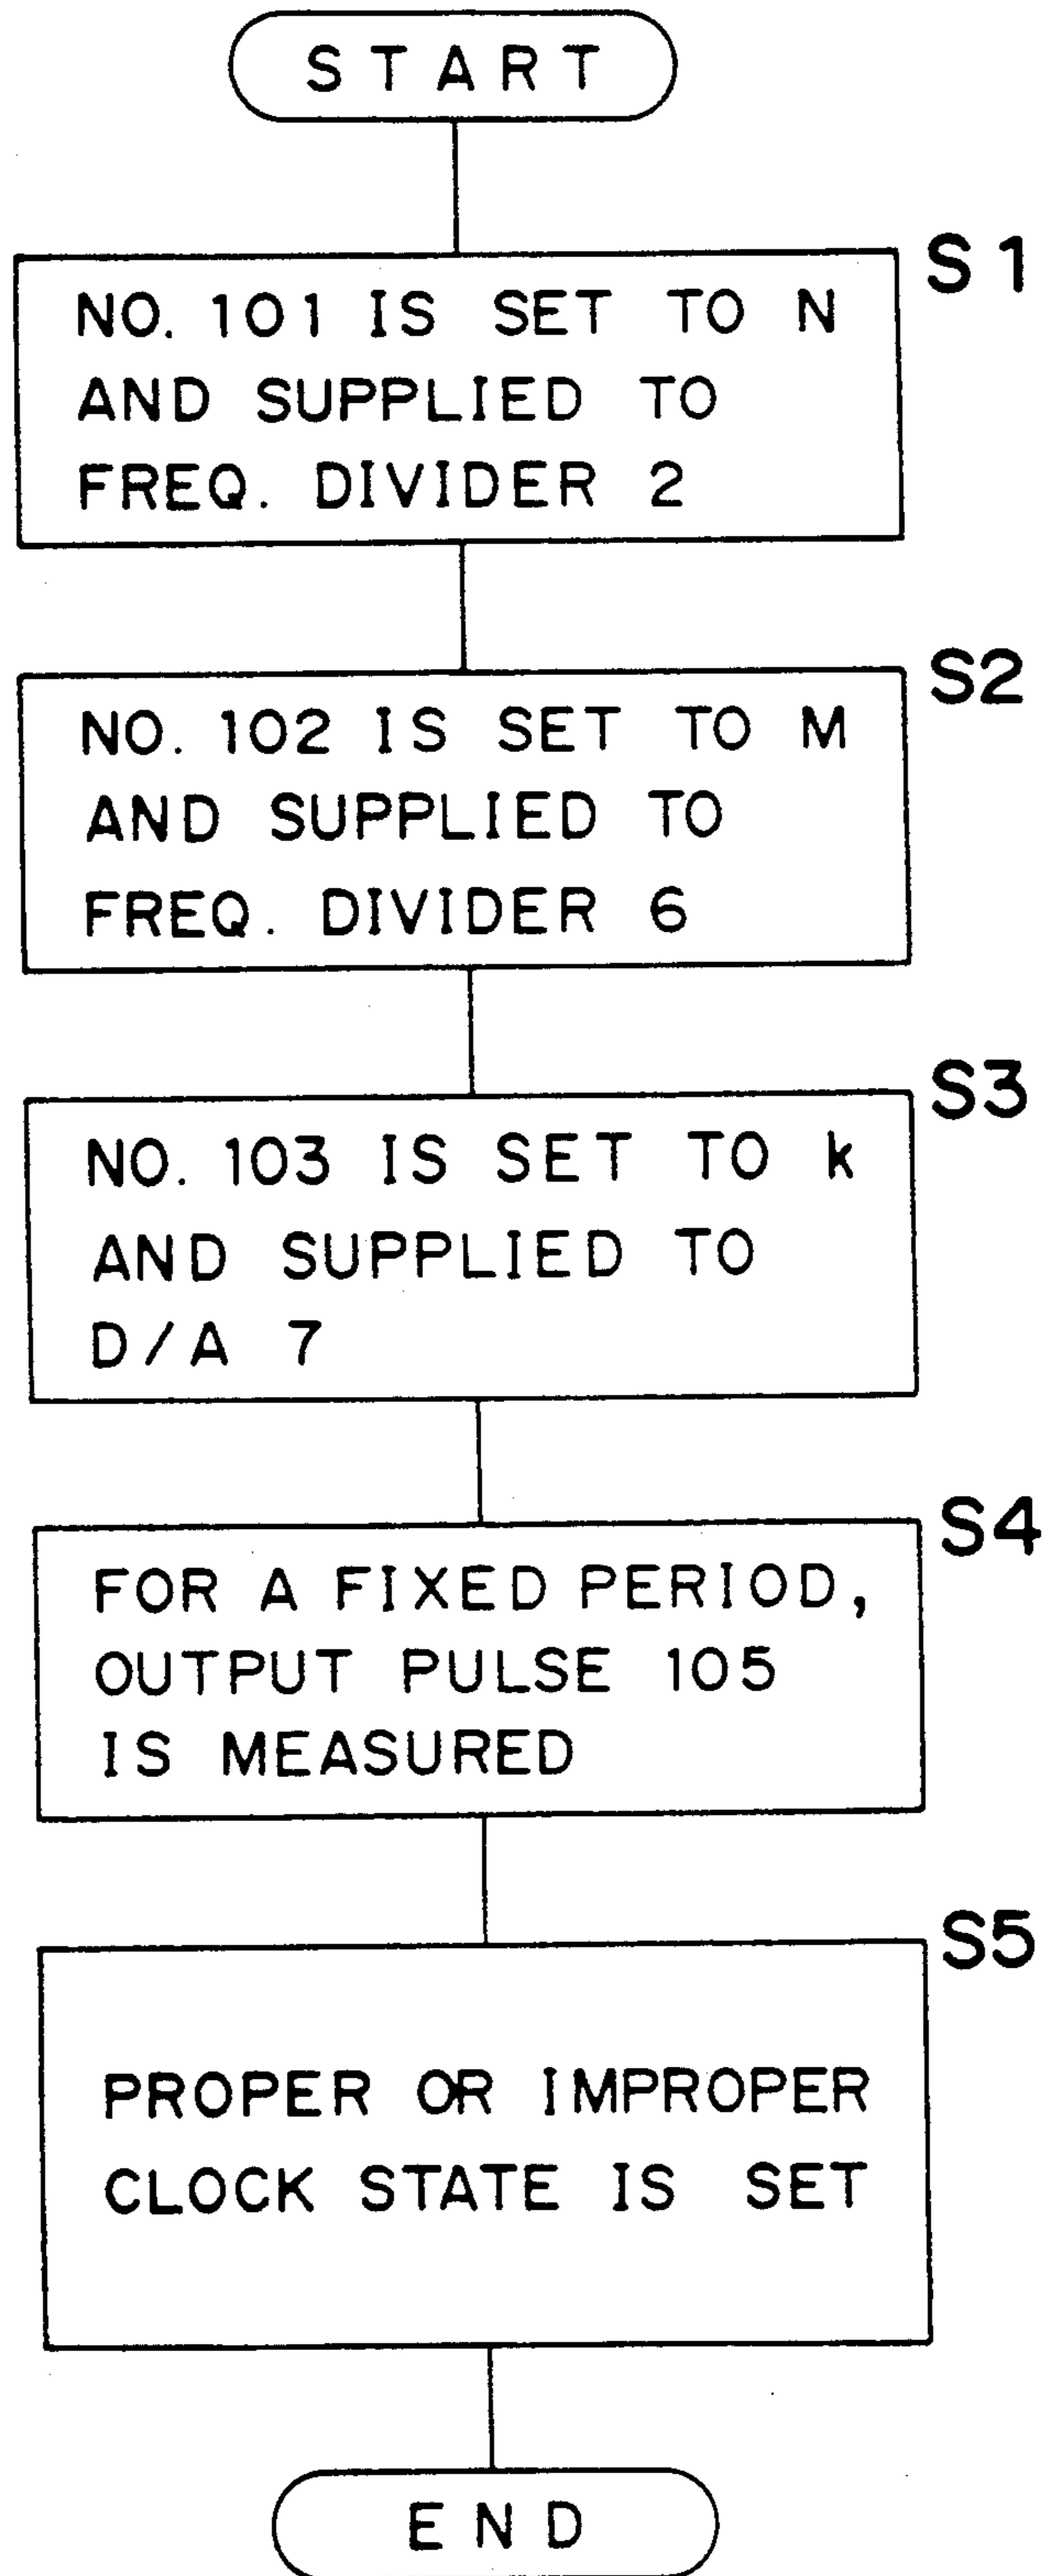 START
S1
NO. 101 IS SET TO N
AND SUPPLIED TO
FREQ. DIVIDER 2
S2
NO. 102 IS SET TO M
AND SUPPLIED TO
FREQ. DIVIDER 6
S3
NO. 103 IS SET TO k
AND SUPPLIED TO
D/A 7
S4
FOR A FIXED PERIOD,
OUTPUT PULSE 105
IS MEASURED
S5
PROPER OR IMPROPER
CLOCK STATE IS SET
END